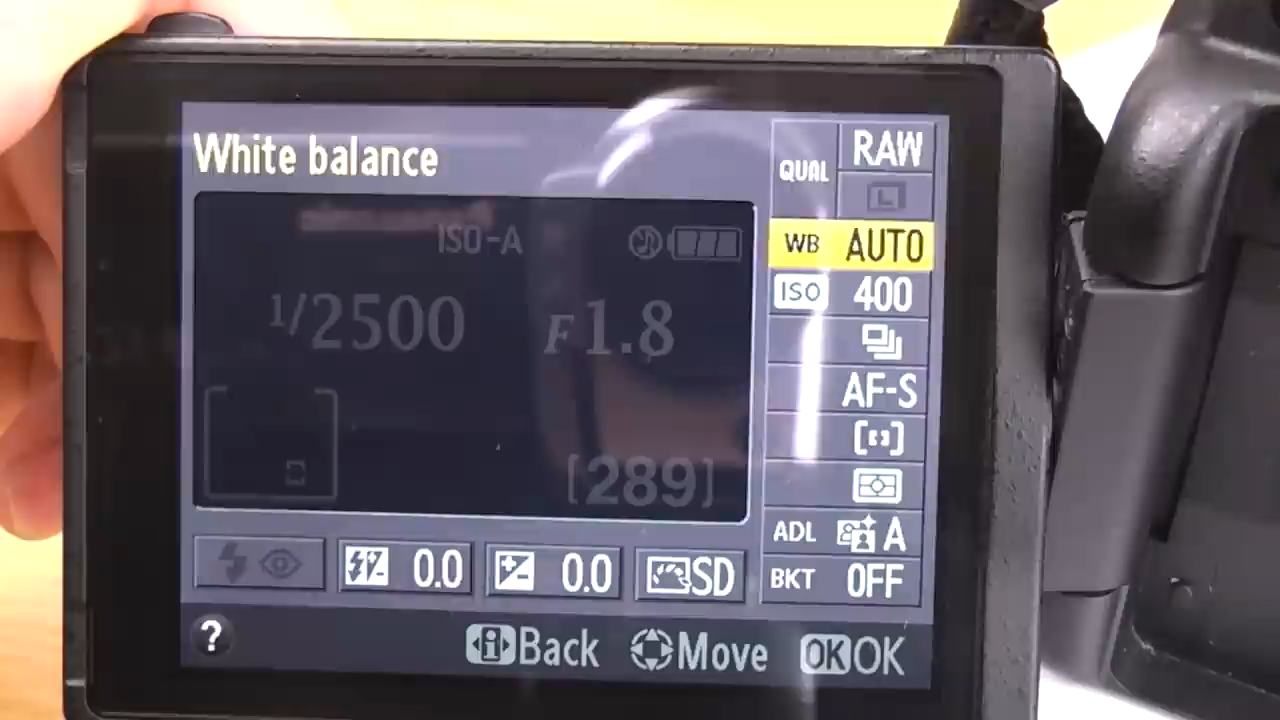 White balance
ISO-A
1/2500
F1.8
[289]
QUAL RAW
L
WB AUTO
ISO 400
AF-S
ADL A
BKT OFF
0.0
0.0
SD
? Back Move OK OK